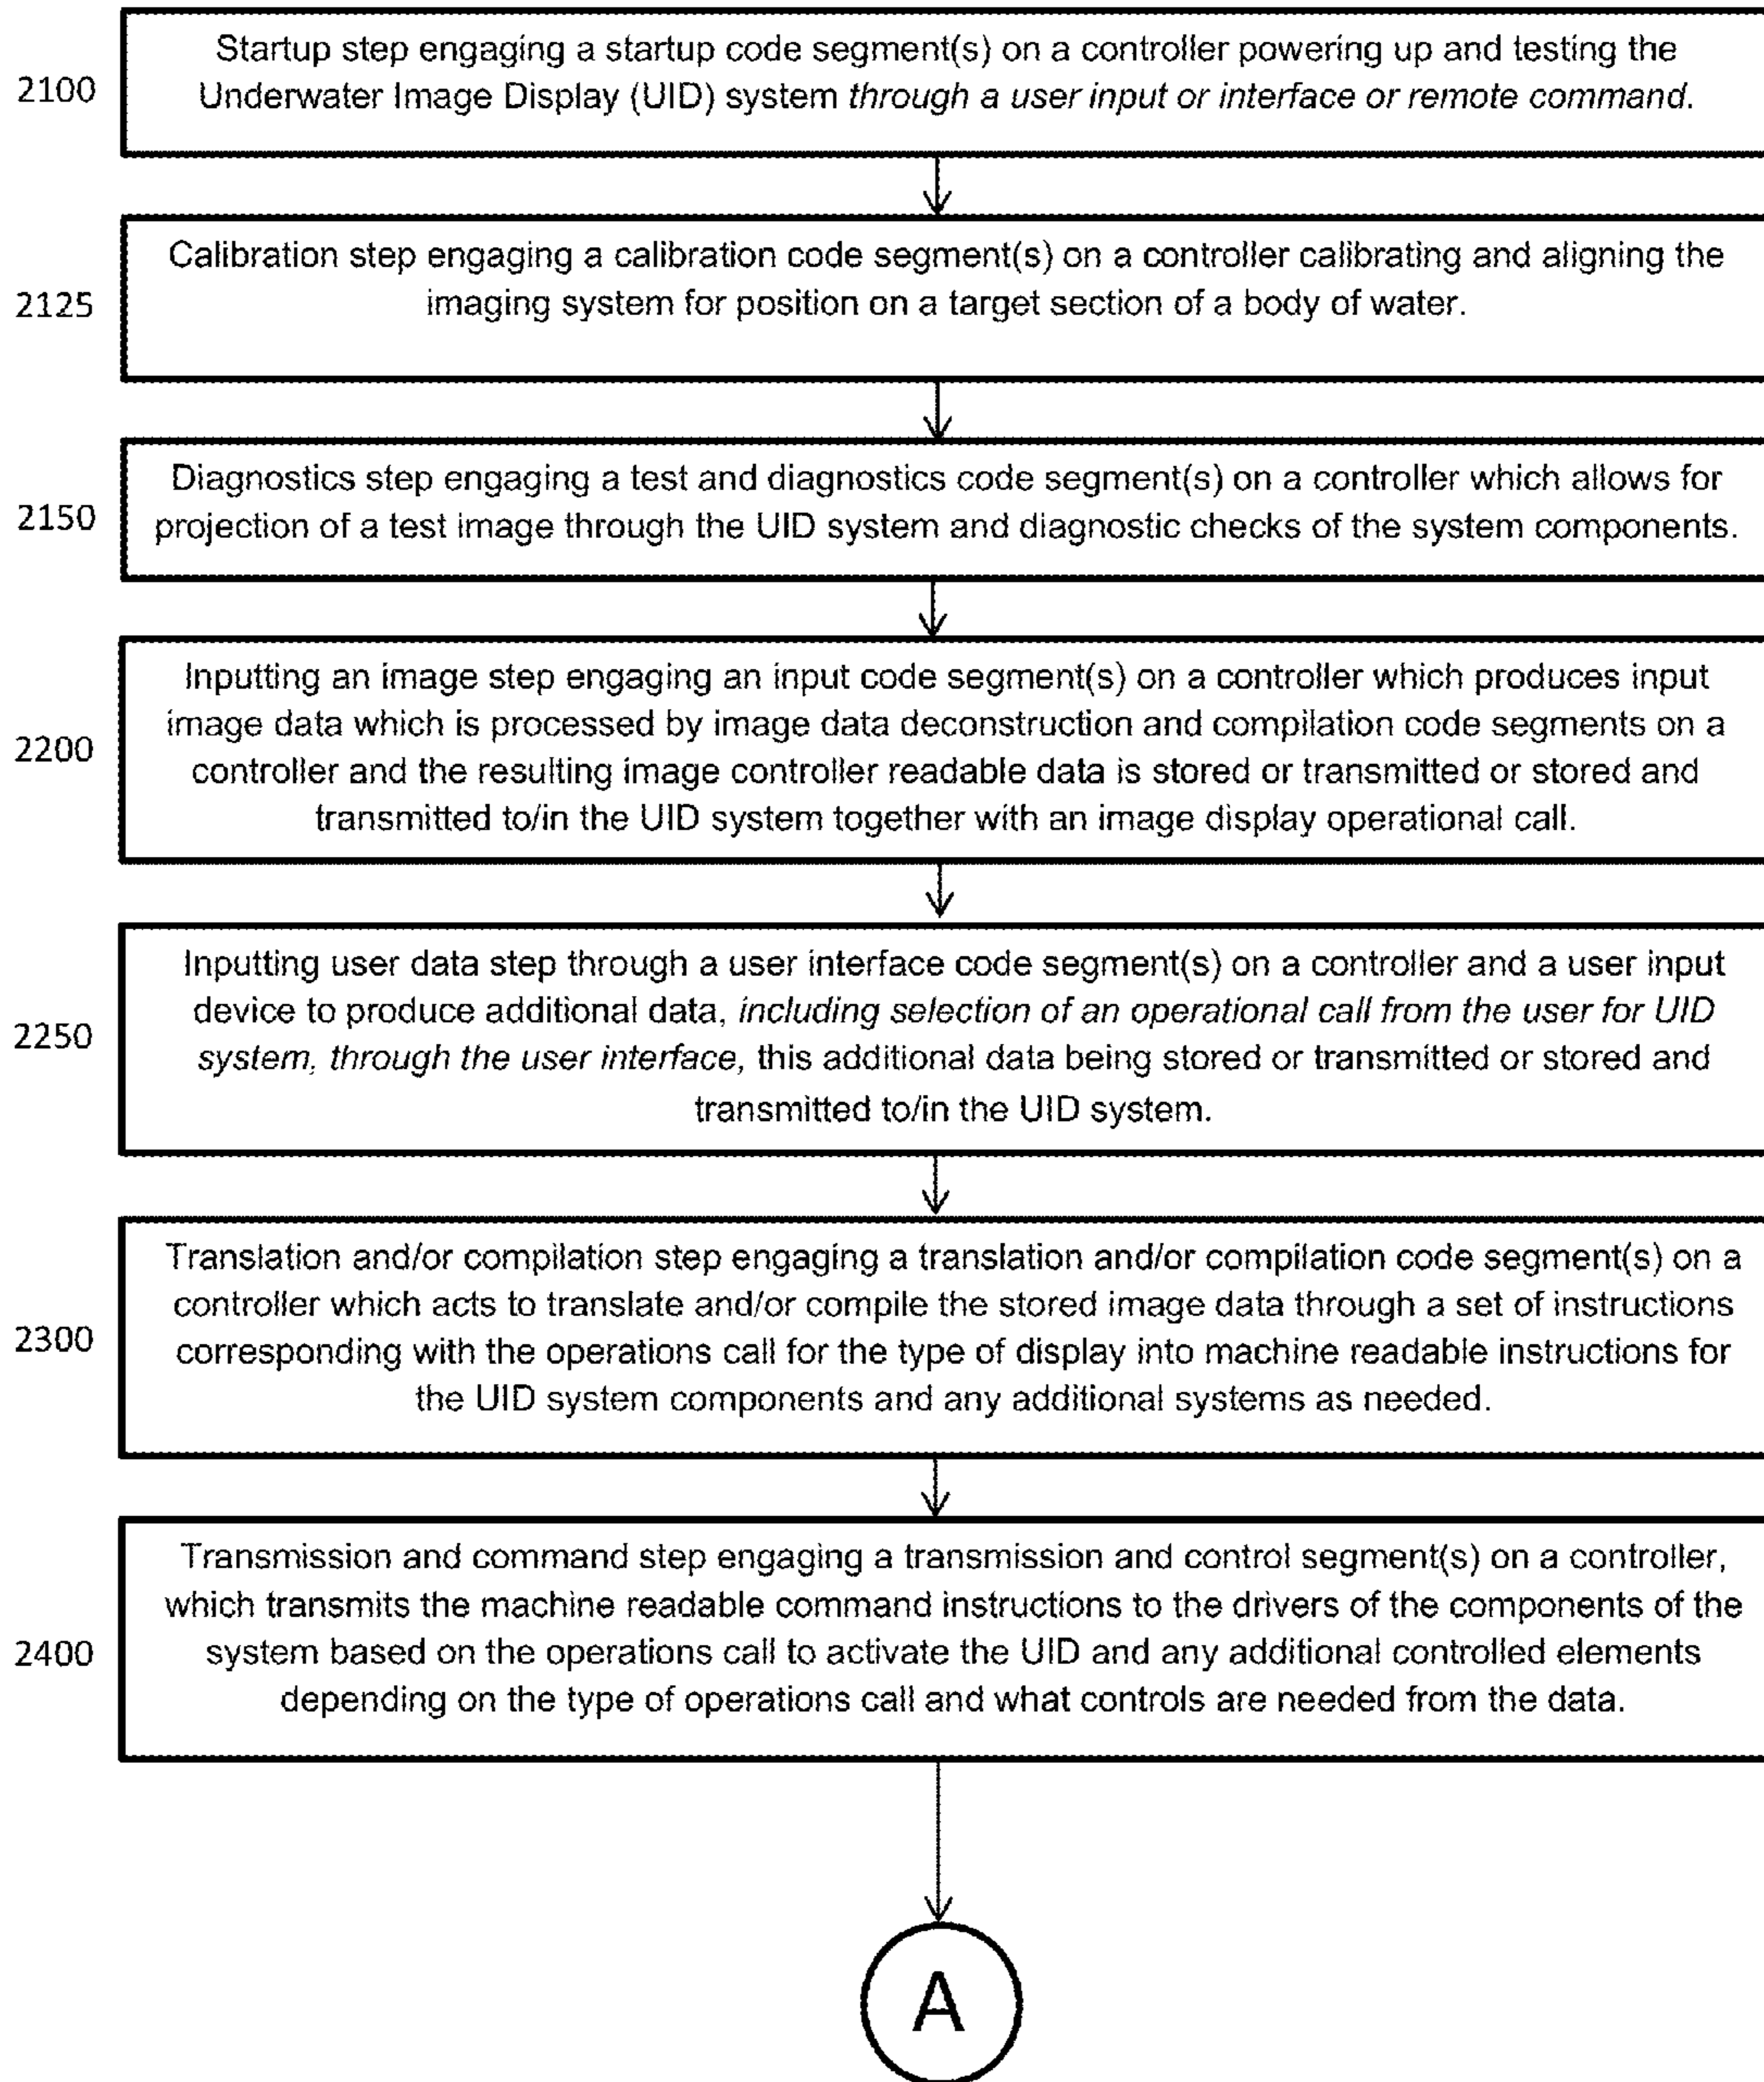 Startup step engaging a startup code segment(s) on a controller powering up and testing the
2100
Underwater Image Display (UID) system through a user input or interface or remote command.
Calibration step engaging a calibration code segment(s) on a controller calibrating and aligning the
2125
imaging system for position on a target section of a body of water.
Diagnostics step engaging a test and diagnostics code segment(s) on a controller which allows for
2150
projection of a test image through the UID system and diagnostic checks of the system components.
Inputting an image step engaging an input code segment(s) on a controller which produces input
image data which is processed by image data deconstruction and compilation code segments on a
2200
controller and the resulting image controller readable data is stored or transmitted or stored and
transmitted to/in the UID system together with an image display operational call.
Inputting user data step through a user interface code segment(s) on a controller and a user input
device to produce additional data, including selection of an operational call from the user for UID
2250
system, through the user interface, this additional data being stored or transmitted or stored and
transmitted to/in the UID system.
Translation and/or compilation step engaging a translation and/or compilation code segment(s) on a
controller which acts to translate and/or compile the stored image data through a set of instructions
2300
corresponding with the operations call for the type of display into machine readable instructions for
the UID system components and any additional systems as needed.
Transmission and command step engaging a transmission and control segment(s) on a controller,
which transmits the machine readable command instructions to the drivers of the components of the
2400
system based on the operations call to activate the UID and any additional controlled elements
depending on the type of operations call and what controls are needed from the data.
A